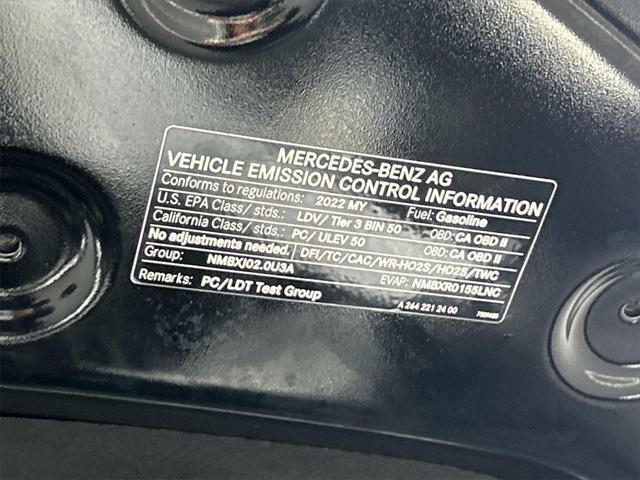 MERCEDES-BENZ AG
VEHICLE EMISSION CONTROL INFORMATION
Conforms to regulations: 2022 MY Fuel: Gasoline
U.S. EPA Class/ stds.: LDV/ Tier 3 BIN 50 OBD: CA OBD II
California Class/ stds.: PC/ ULEV 50 OBD: CA OBD II
No adjustments needed. DFI/TC/CAC/WR-HO2S/HO2S/TWC
Group: NMBXJ02.0U3A EVAP: NMBXR0155LNC
Remarks: PC/LDT Test Group
A 264 221 24 00